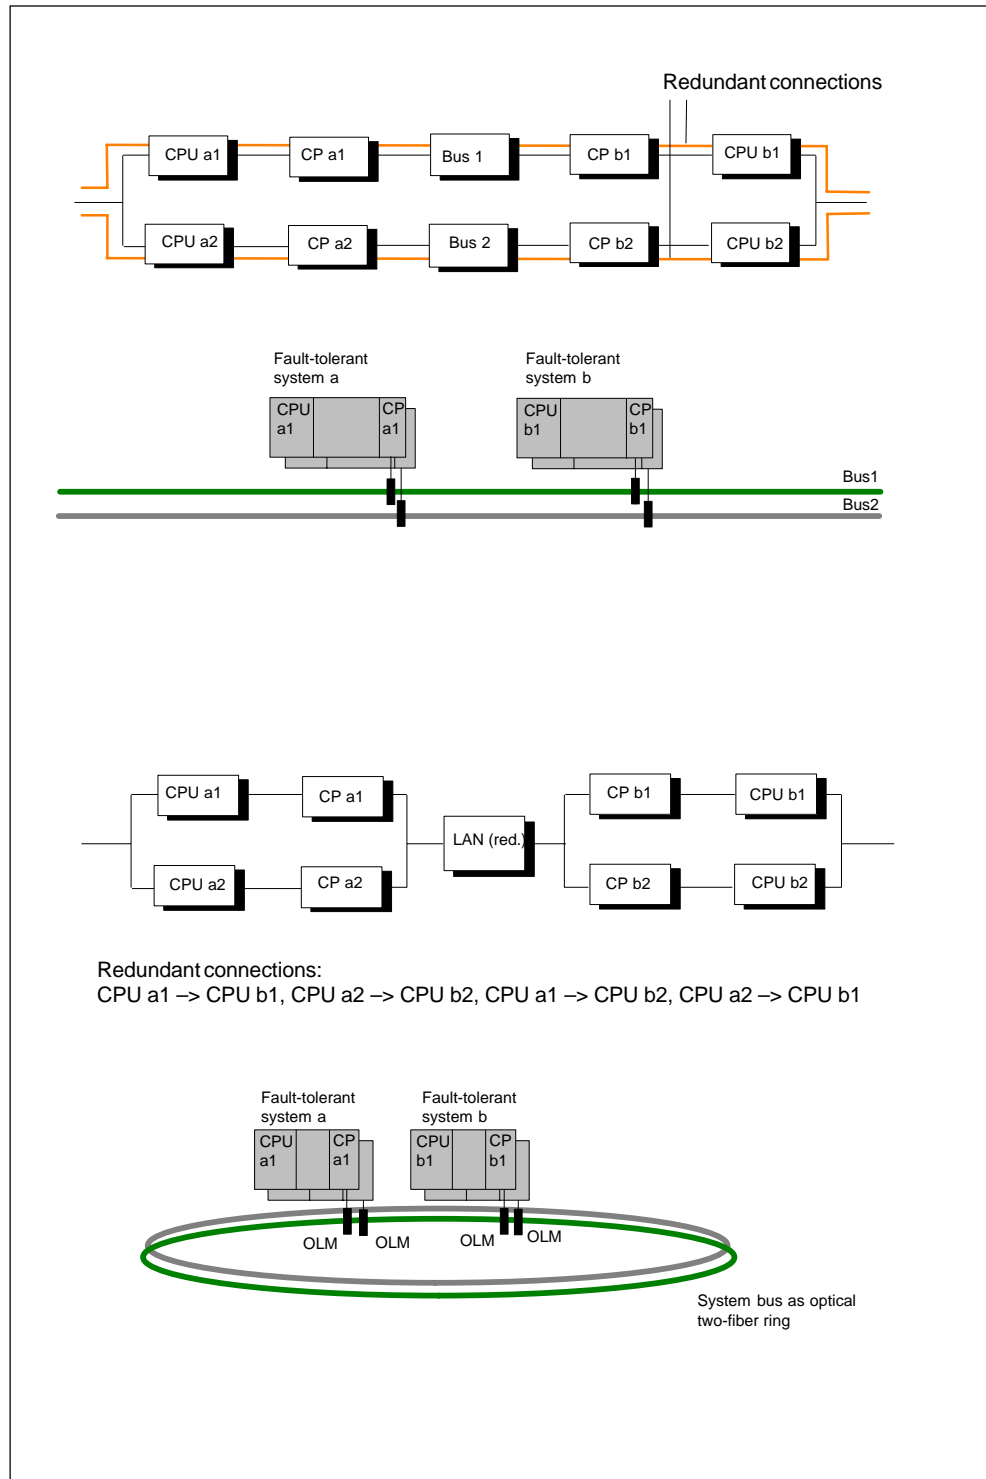 Redundant connections
CPU a1
CP a1
Bus 1
CP b1
CPU b1
CPU a2
CP a2
Bus 2
CP b2
CPU b2
Fault-tolerant
system a
Fault-tolerant
system b
CPU
a1
CP
a1
CPU
b1
CP
b1
Bus1
Bus2
CPU a1
CP a1
CP b1
CPU b1
LAN (red.)
CPU a2
CP a2
CP b2
CPU b2
Redundant connections:
CPU a1 –> CPU b1, CPU a2 –> CPU b2, CPU a1 –> CPU b2, CPU a2 –> CPU b1
Fault-tolerant
system a
Fault-tolerant
system b
CPU
a1
CP
a1
CPU
b1
CP
b1
OLM
OLM
OLM
OLM
System bus as optical
two-fiber ring